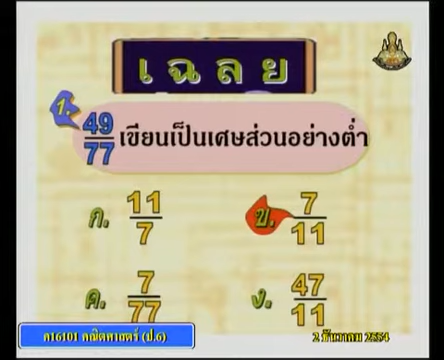 เฉลย
1. 49/77 เขียนเป็นเศษส่วนอย่างต่ำ
ก. 11/7
ข. 7/11
ค. 7/77
ง. 47/11
ค16101 คณิตศาสตร์ (ป.6)
2 ธันวาคม 2554